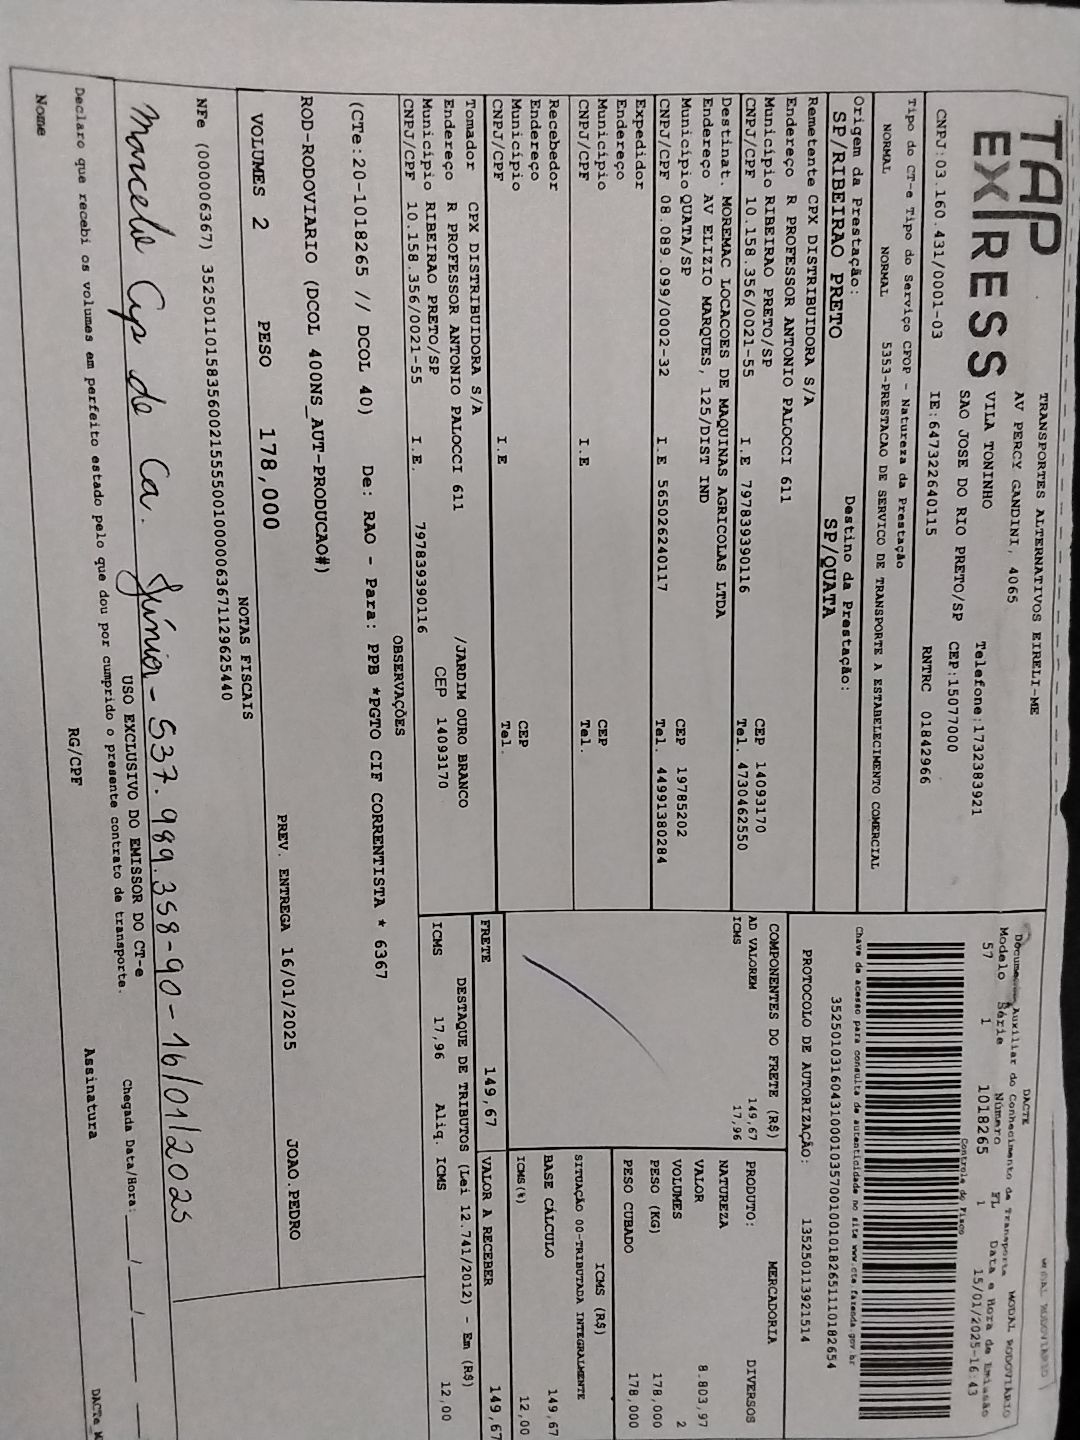 TAP
EXPRESS
TRANSPORTES ALTERNATIVOS EIRELI-ME
AV PERCY GANDINI, 4065
VILA TONINHO
SAO JOSE DO RIO PRETO/SP
Telefone:1732383921
CEP:15077000
CNPJ:03.160.431/0001-03 IE:647322640115 RNTRC 01842966
Tipo do CT-e Tipo do Serviço CFOP - Natureza da Prestação
NORMAL NORMAL 5353-PRESTACAO DE SERVICO DE TRANSPORTE A ESTABELECIMENTO COMERCIAL
Origem da Prestação: Destino da Prestação:
SP/RIBEIRAO PRETO SP/QUATA
Remetente CPX DISTRIBUIDORA S/A
Endereço R PROFESSOR ANTONIO PALOCCI 611
Município RIBEIRAO PRETO/SP CEP 14093170
CNPJ/CPF 10.158.356/0021-55 I.E 797839390116 Tel. 4730462550
Destinat. MOREMAC LOCACOES DE MAQUINAS AGRICOLAS LTDA
Endereço AV ELIZIO MARQUES, 125/DIST IND
Município QUATA/SP CEP 19785202
CNPJ/CPF 08.089.099/0002-32 I.E 565026240117 Tel. 44991380284
Expedidor
Endereço
Município CEP
CNPJ/CPF I.E Tel.
Recebedor
Endereço
Município CEP
CNPJ/CPF I.E Tel.
Tomador CPX DISTRIBUIDORA S/A
Endereço R PROFESSOR ANTONIO PALOCCI 611 /JARDIM OURO BRANCO
Município RIBEIRAO PRETO/SP CEP 14093170
CNPJ/CPF 10.158.356/0021-55 I.E. 797839390116
DACTE
Documento Auxiliar do Conhecimento de Transporte MODAL RODOVIÁRIO
Modelo Série Número FL Data e Hora de Emissão
57 1 1018265 1 15/01/2025-16:43
Controle do Fisco
Chave de acesso para consulta de autenticidade no site www.cte.fazenda.gov.br
35250103160431000103570010010182651110182654
PROTOCOLO DE AUTORIZAÇÃO: 135250113921514
COMPONENTES DO FRETE (R$)
AD VALOREM 149,67
ICMS 17,96
MERCADORIA
PRODUTO: DIVERSOS
NATUREZA
VALOR 8.803,97
VOLUMES 2
PESO (KG) 178,000
PESO CUBADO 178,000
ICMS (R$)
SITUAÇÃO 00-TRIBUTADA INTEGRALMENTE
BASE CÁLCULO 149,67
ICMS(%) 12,00
FRETE 149,67 VALOR A RECEBER 149,67
DESTAQUE DE TRIBUTOS (Lei 12.741/2012) - Em (R$)
ICMS 17,96 Aliq. ICMS 12,00
OBSERVAÇÕES
(CTe:20-1018265 // DCOL 40) De: RAO - Para: PPB *PGTO CIF CORRENTISTA * 6367
ROD-RODOVIARIO (DCOL 400NS_AUT-PRODUCAO#)
VOLUMES 2 PESO 178,000 PREV. ENTREGA 16/01/2025 JOAO.PEDRO
NOTAS FISCAIS
NFe (000006367) 35250110158356002155550010000063671129625440
Júnior - 537.989.358-90 - 16/01/2025
USO EXCLUSIVO DO EMISSOR DO CT-e
Chegada Data/Hora: / /
Declaro que recebi os volumes em perfeito estado pelo que dou por cumprido o presente contrato de transporte.
Nome RG/CPF Assinatura